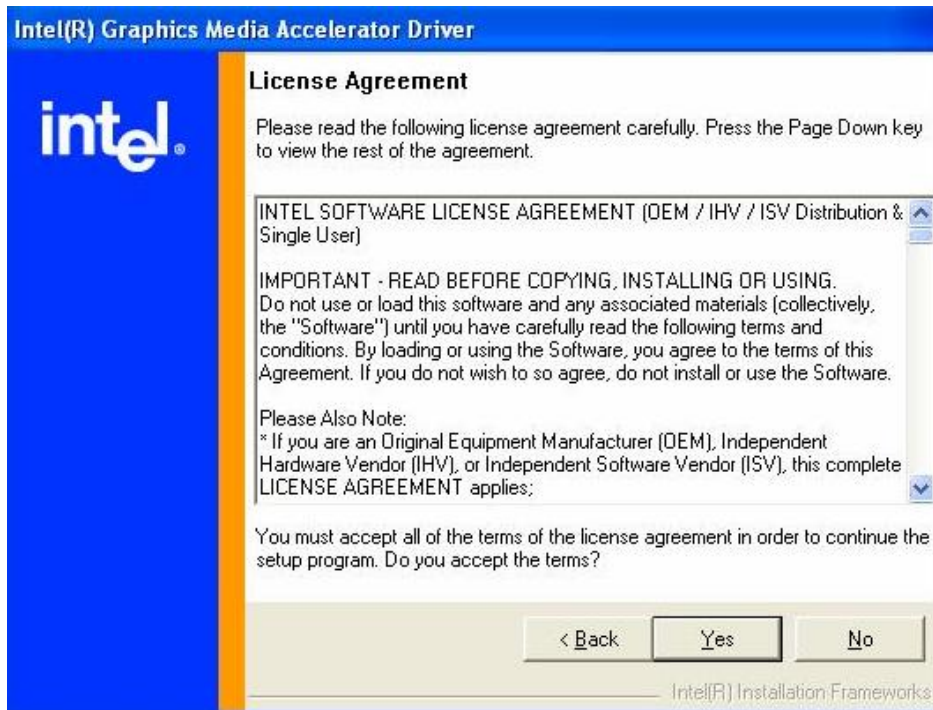 Intel(R) Graphics Media Accelerator Driver
intel®
License Agreement
Please read the following license agreement carefully. Press the Page Down key
to view the rest of the agreement.
INTEL SOFTWARE LICENSE AGREEMENT (OEM / IHV / ISV Distribution &
Single User)
IMPORTANT - READ BEFORE COPYING, INSTALLING OR USING.
Do not use or load this software and any associated materials (collectively,
the "Software") until you have carefully read the following terms and
conditions. By loading or using the Software, you agree to the terms of this
Agreement. If you do not wish to so agree, do not install or use the Software.
Please Also Note:
* If you are an Original Equipment Manufacturer (OEM), Independent
Hardware Vendor (IHV), or Independent Software Vendor (ISV), this complete
LICENSE AGREEMENT applies;
You must accept all of the terms of the license agreement in order to continue the
setup program. Do you accept the terms?
< Back Yes No
Intel(R) Installation Frameworks